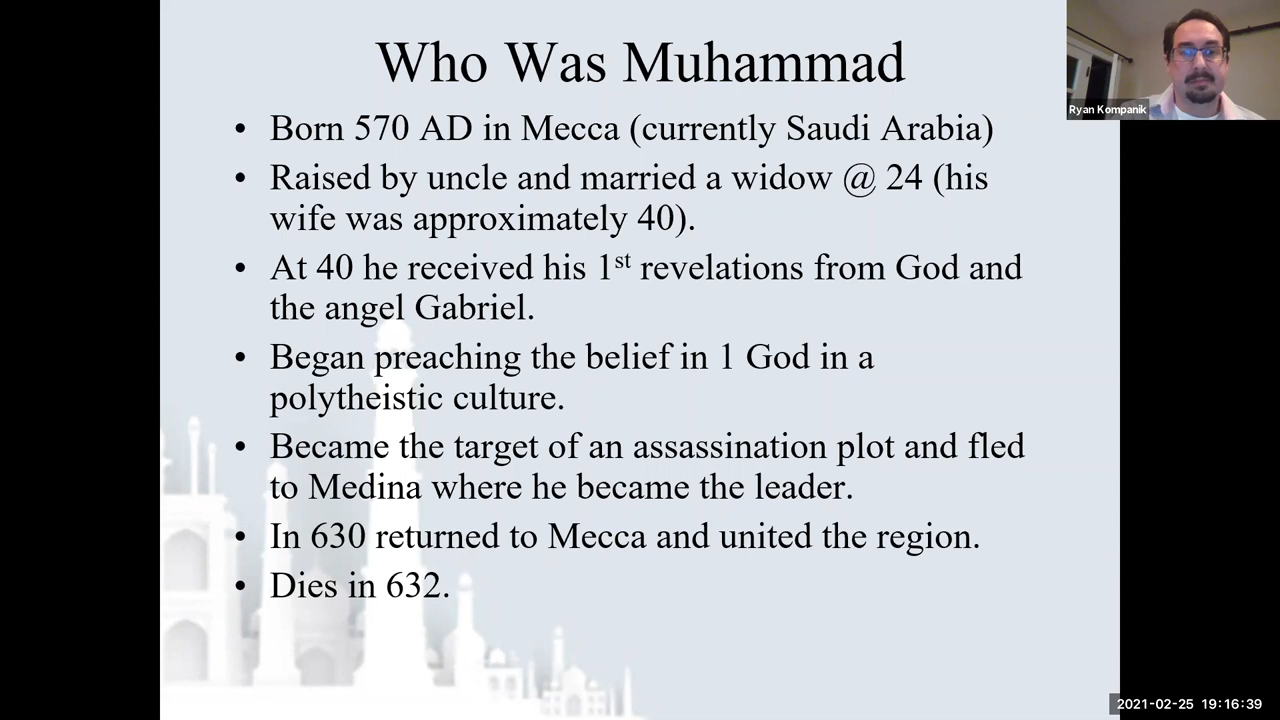 Who Was Muhammad
Ryan Kompanik
• Born 570 AD in Mecca (currently Saudi Arabia)
• Raised by uncle and married a widow @ 24 (his
wife was approximately 40).
• At 40 he received his 1st revelations from God and
the angel Gabriel.
• Began preaching the belief in 1 God in a
polytheistic culture.
• Became the target of an assassination plot and fled
to Medina where he became the leader.
• In 630 returned to Mecca and united the region.
• Dies in 632.
2021-02-25 19:16:39